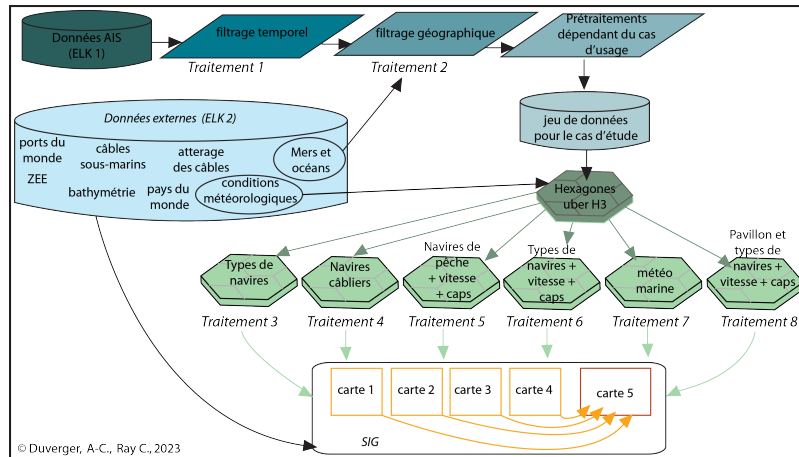 Données AIS
(ELK 1)
filtrage temporel
Traitement 1
filtrage géographique
Traitement 2
Prétraitements
dépendant du cas
d'usage
Données externes (ELK 2)
ports du
monde
câbles
sous-marins
atterage
des câbles
Mers et
océans
ZEE
bathymétrie
pays du
monde
conditions
météorologiques
jeu de données
pour le cas d'étude
Hexagones
uber H3
Types de
navires
Traitement 3
Navires
câbliers
Traitement 4
Navires de
pêche
+ vitesse
+ caps
Traitement 5
Types de
navires +
vitesse +
caps
Traitement 6
météo
marine
Traitement 7
Pavillon et
types de
navires +
vitesse + caps
Traitement 8
carte 1
carte 2
carte 3
carte 4
carte 5
SIG
© Duverger, A-C., Ray C., 2023